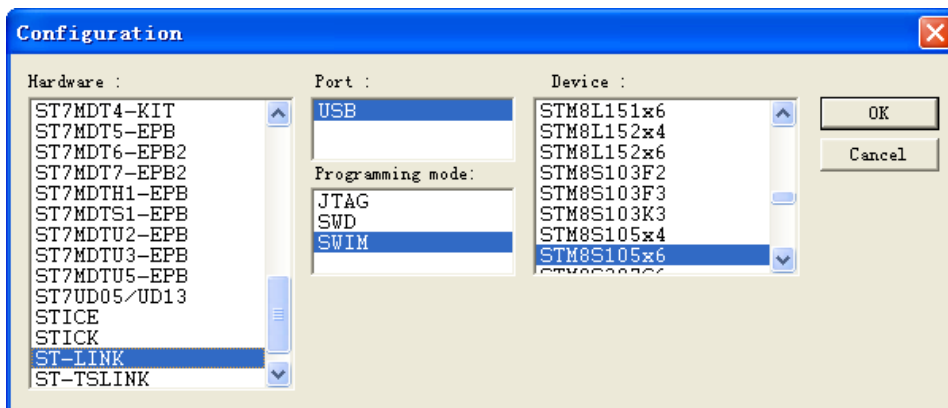 Configuration
Hardware :
ST7MDT4-KIT
ST7MDT5-EPB
ST7MDT6-EPB2
ST7MDT7-EPB2
ST7MDTH1-EPB
ST7MDTS1-EPB
ST7MDTU2-EPB
ST7MDTU3-EPB
ST7MDTU5-EPB
ST7UD05/UD13
STICE
STICK
ST-LINK
ST-TSLINK
Port :
USB
Programming mode:
JTAG
SWD
SWIM
Device :
STM8L151x6
STM8L152x4
STM8L152x6
STM8S103F2
STM8S103F3
STM8S103K3
STM8S105x4
STM8S105x6
OK
Cancel